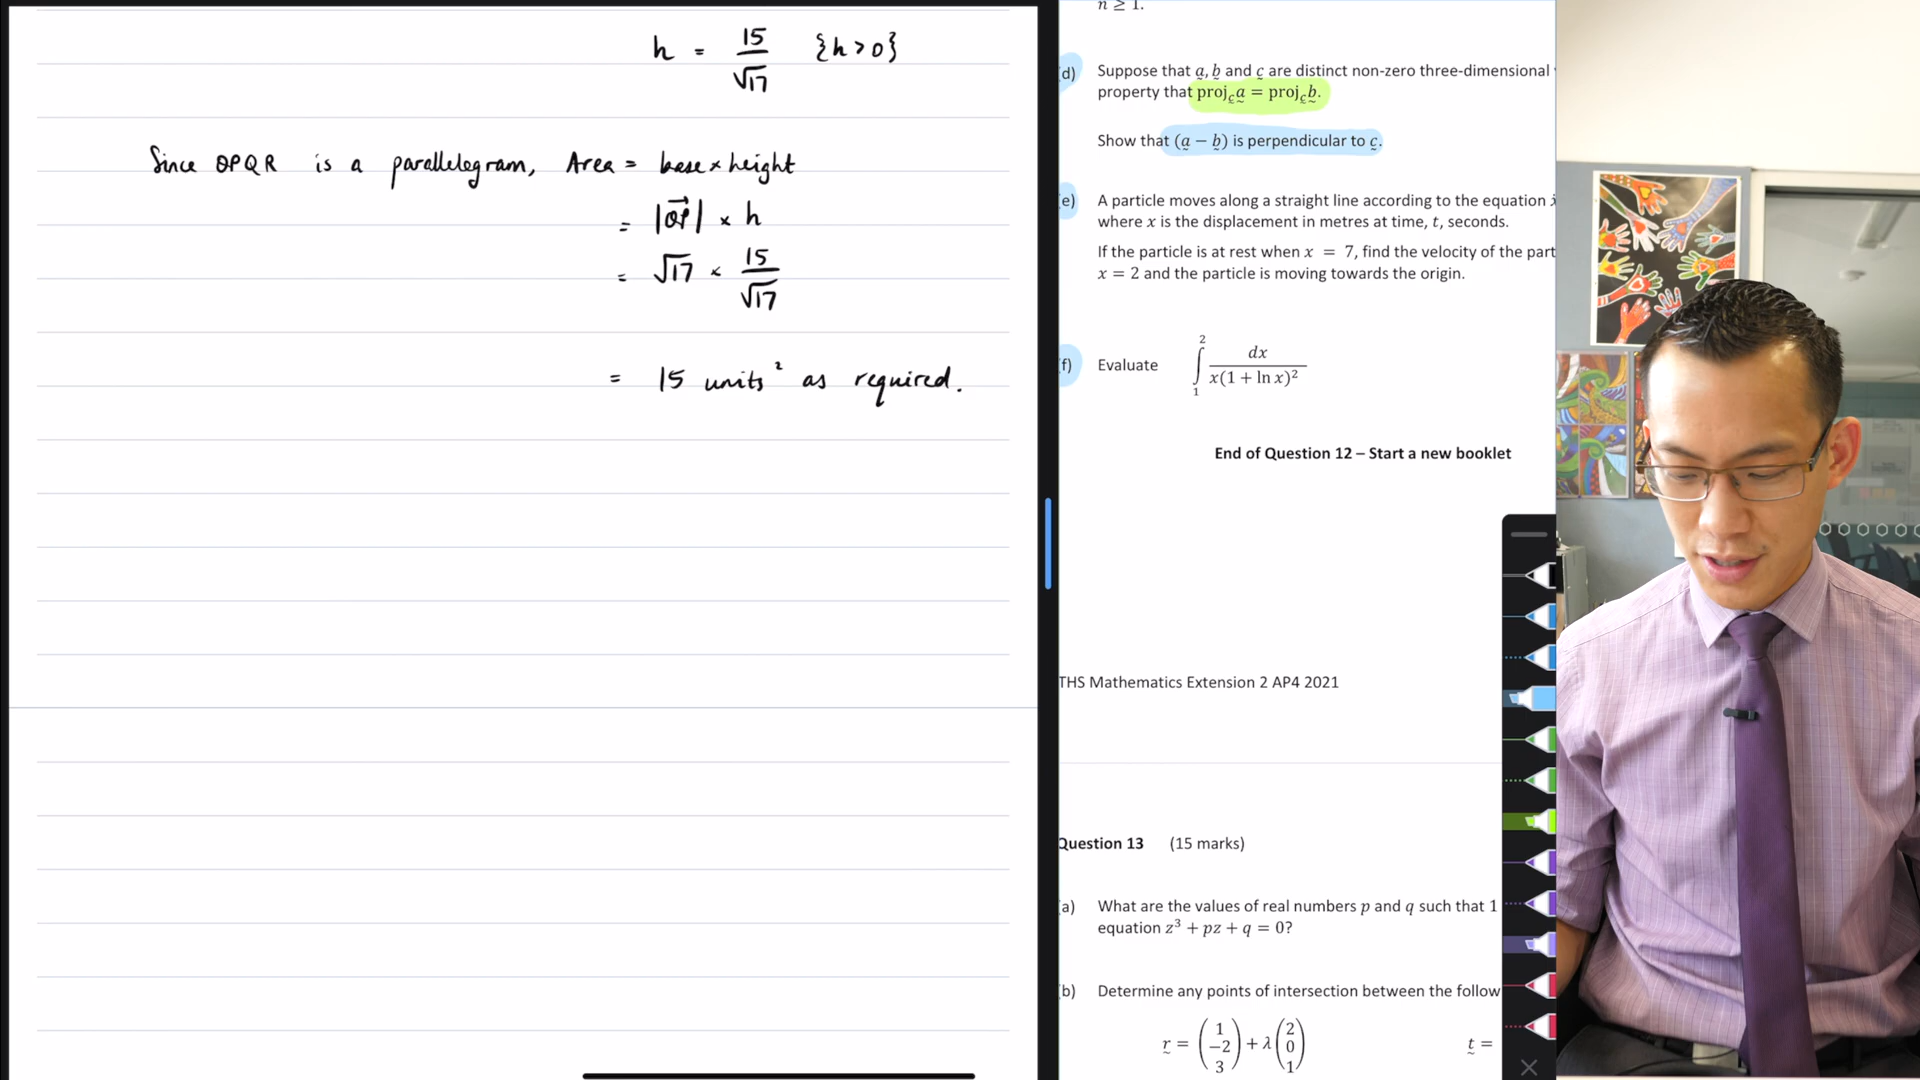 h = 15/√17 {h>0}
Since OPQR is a parallelogram, Area = base × height
= |OP| × h
= √17 × 15/√17
= 15 units² as required.
n ≥ 1.
d) Suppose that a, b and c are distinct non-zero three-dimensional
property that proj_c a = proj_c b.
Show that (a − b) is perpendicular to c.
e) A particle moves along a straight line according to the equation
where x is the displacement in metres at time, t, seconds.
If the particle is at rest when x = 7, find the velocity of the part
x = 2 and the particle is moving towards the origin.
f) Evaluate ∫₁² dx / x(1 + ln x)²
End of Question 12 – Start a new booklet
THS Mathematics Extension 2 AP4 2021
Question 13 (15 marks)
a) What are the values of real numbers p and q such that 1
equation z³ + pz + q = 0?
b) Determine any points of intersection between the follow
r = (1 −2 3) + λ(2 0 1) t =